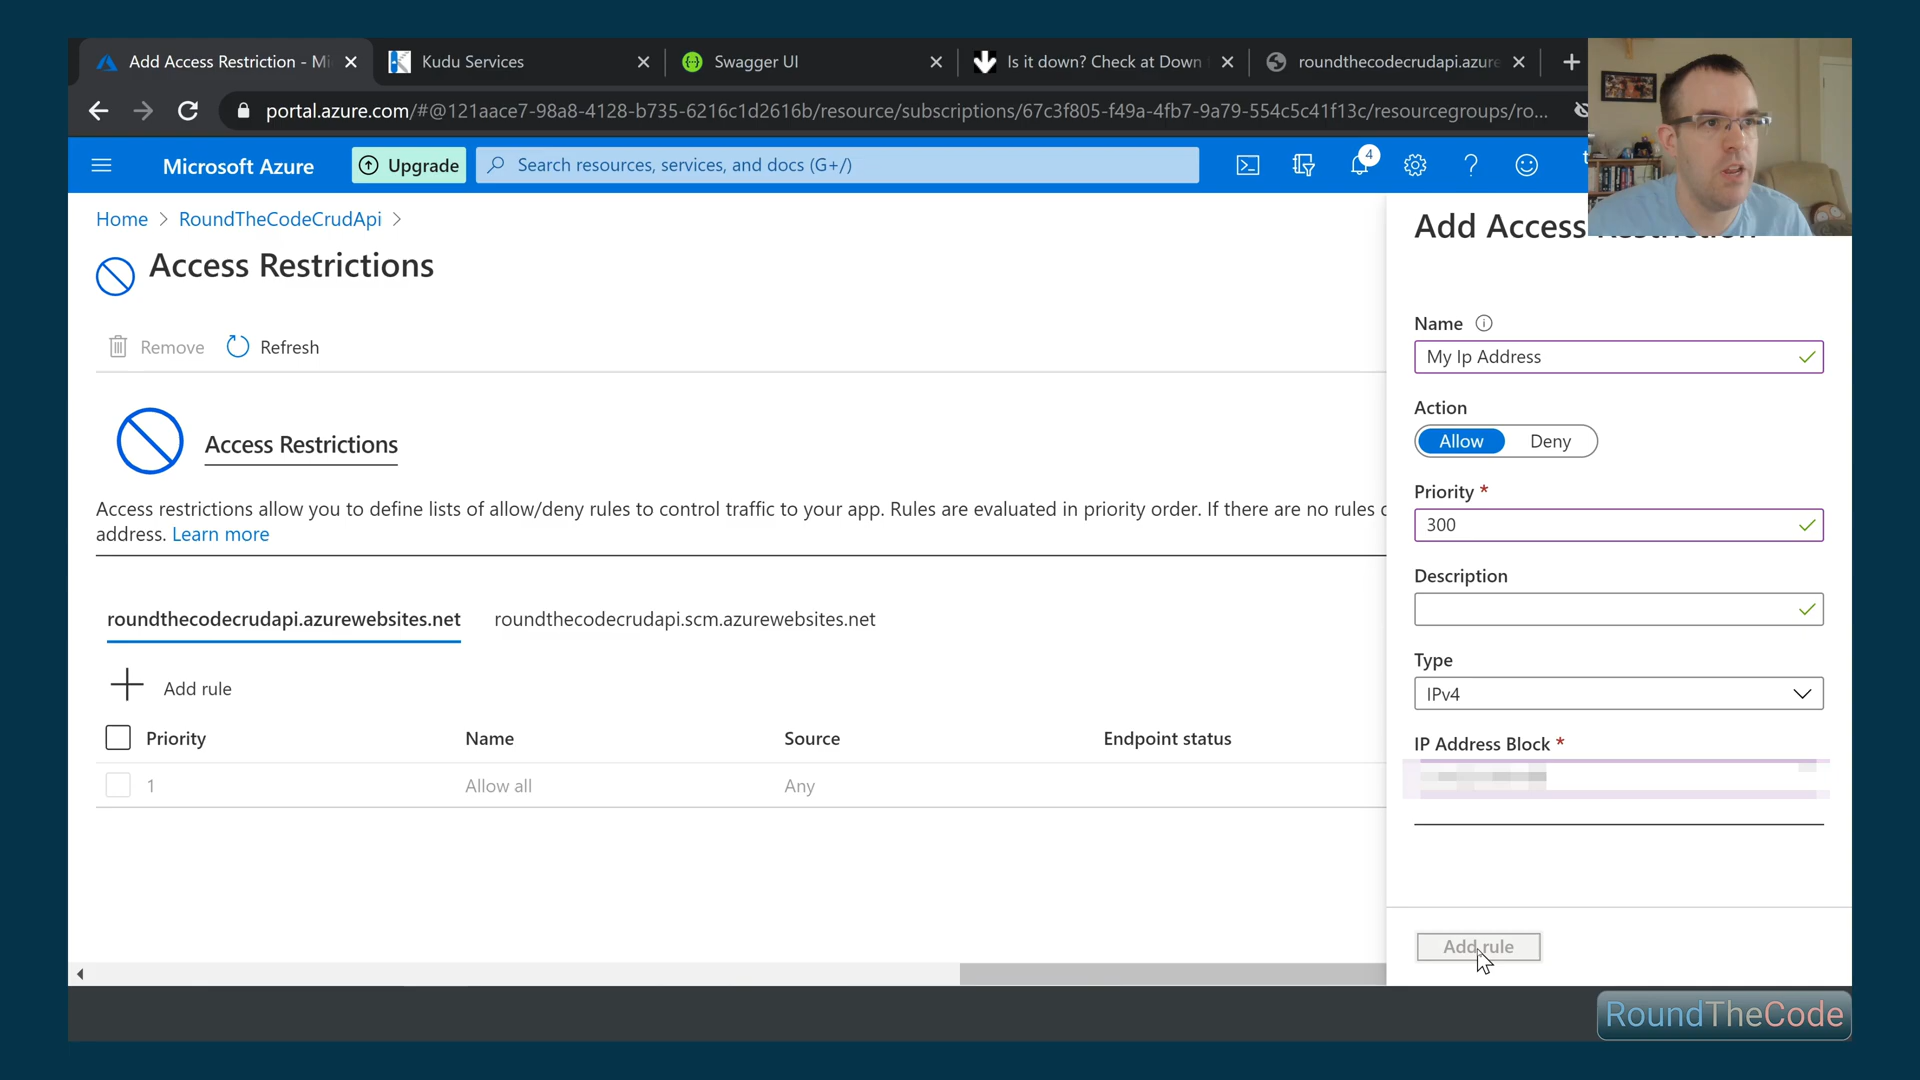 Add Access Restriction - Mi
Kudu Services
Swagger UI
Is it down? Check at Down
roundthecodecrudapi.azure
portal.azure.com/#@121aace7-98a8-4128-b735-6216c1d2616b/resource/subscriptions/67c3f805-f49a-4fb7-9a79-554c5c41f13c/resourcegroups/ro...
Microsoft Azure
Upgrade
Search resources, services, and docs (G+/)
4
Home > RoundTheCodeCrudApi >
Access Restrictions
Remove
Refresh
Access Restrictions
Access restrictions allow you to define lists of allow/deny rules to control traffic to your app. Rules are evaluated in priority order. If there are no rules
address. Learn more
roundthecodecrudapi.azurewebsites.net
roundthecodecrudapi.scm.azurewebsites.net
Add rule
Priority Name Source Endpoint status
1 Allow all Any
Add Access
Name
My Ip Address
Action
Allow Deny
Priority *
300
Description
Type
IPv4
IP Address Block *
Add rule
RoundTheCode